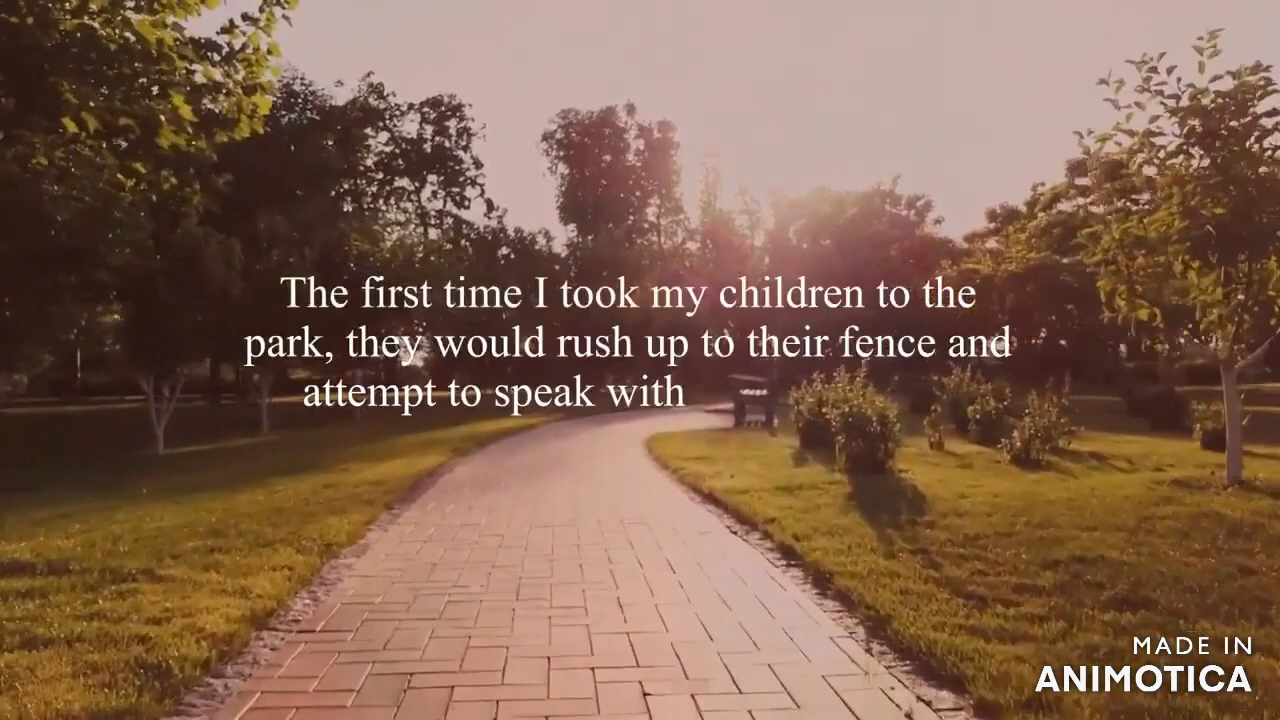 The first time I took my children to the
park, they would rush up to their fence and
attempt to speak with
MADE IN
ANIMOTICA